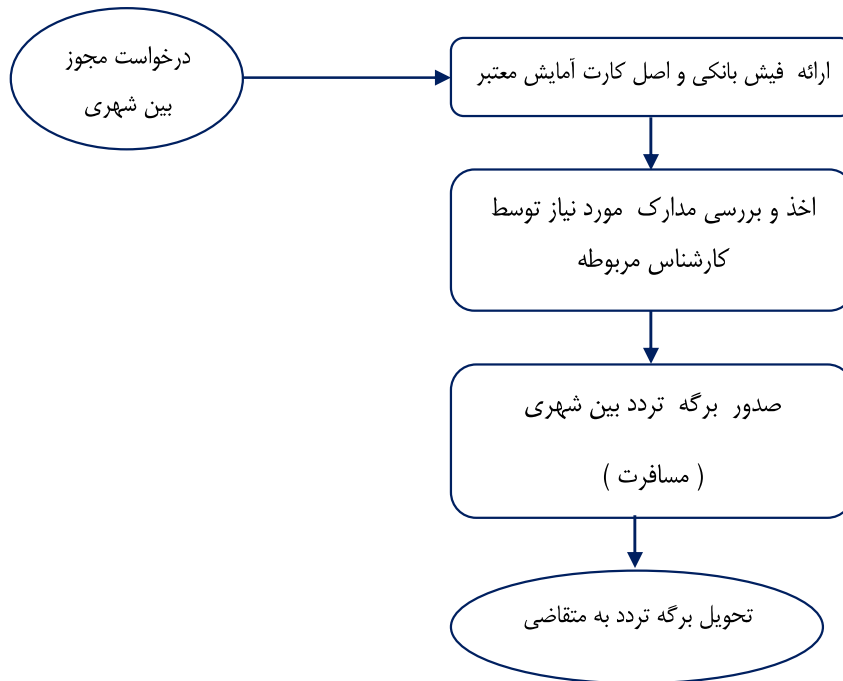 درخواست مجوز
بین شهری
ارائه فیش بانکی و اصل کارت آمایش معتبر
اخذ و بررسی مدارک مورد نیاز توسط
کارشناس مربوطه
صدور برگه تردد بین شهری
( مسافرت )
تحویل برگه تردد به متقاضی